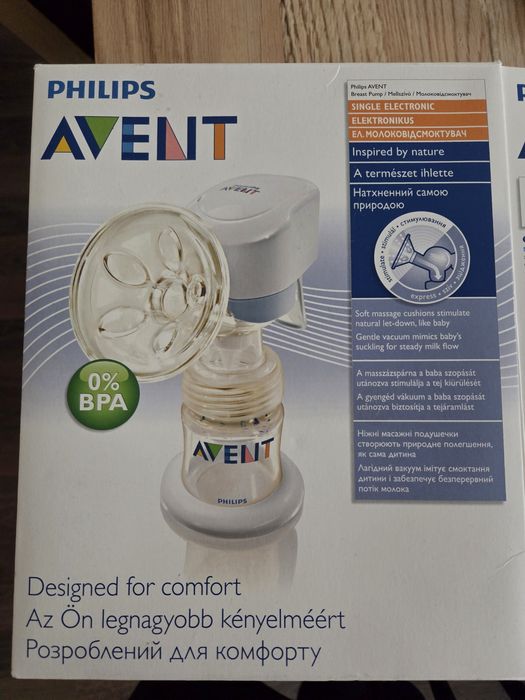 PHILIPS
AVENT
Philips AVENT
Breast Pump / Mellszívó / Молоковідсмоктувач
SINGLE ELECTRONIC
ELEKTRONIKUS
ЕЛ. МОЛОКОВІДСМОКТУВАЧ
Inspired by nature
A természet ihlette
Натхненний самою
природою
stimulate • stimulál • стимулювання
express •
Soft massage cushions stimulate
natural let-down, like baby
Gentle vacuum mimics baby's
suckling for steady milk flow
A masszázspárna a baba szopását
utánozva stimulálja a tej kiürülését
A gyengéd vákuum a baba szopását
utánozva biztosítja a tejáramlást
Ніжні масажні подушечки
створюють природне полегшення,
як сама дитина
Лагідний вакуум імітує смоктання
дитини і забезпечує безперервний
потік молока
AVENT
0%
BPA
AVENT
PHILIPS
Designed for comfort
Az Ön legnagyobb kényelméért
Розроблений для комфорту